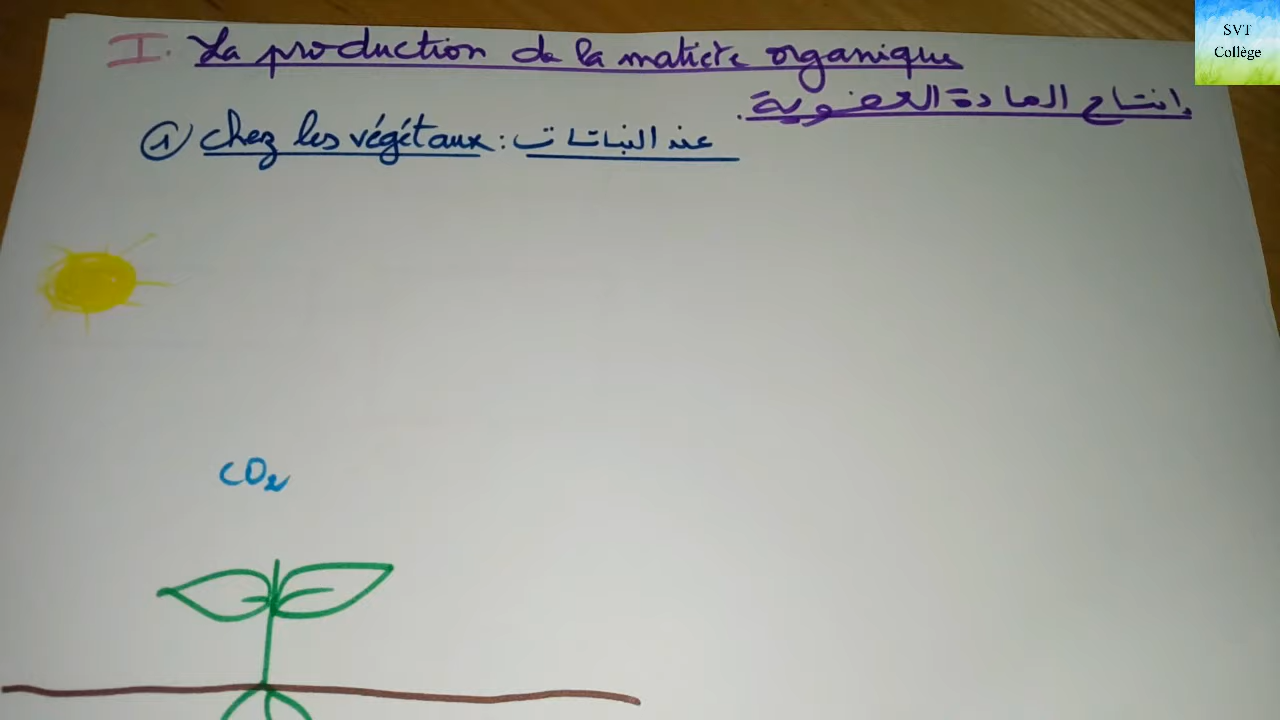 I. La production de la matière organique
إنتاج المادة العضوية.
① chez les végétaux : عند النباتات
CO₂
SVT
Collège